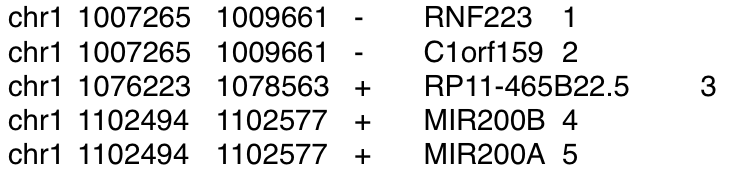 chr1 1007265 1009661 - RNF223 1
chr1 1007265 1009661 - C1orf159 2
chr1 1076223 1078563 + RP11-465B22.5 3
chr1 1102494 1102577 + MIR200B 4
chr1 1102494 1102577 + MIR200A 5